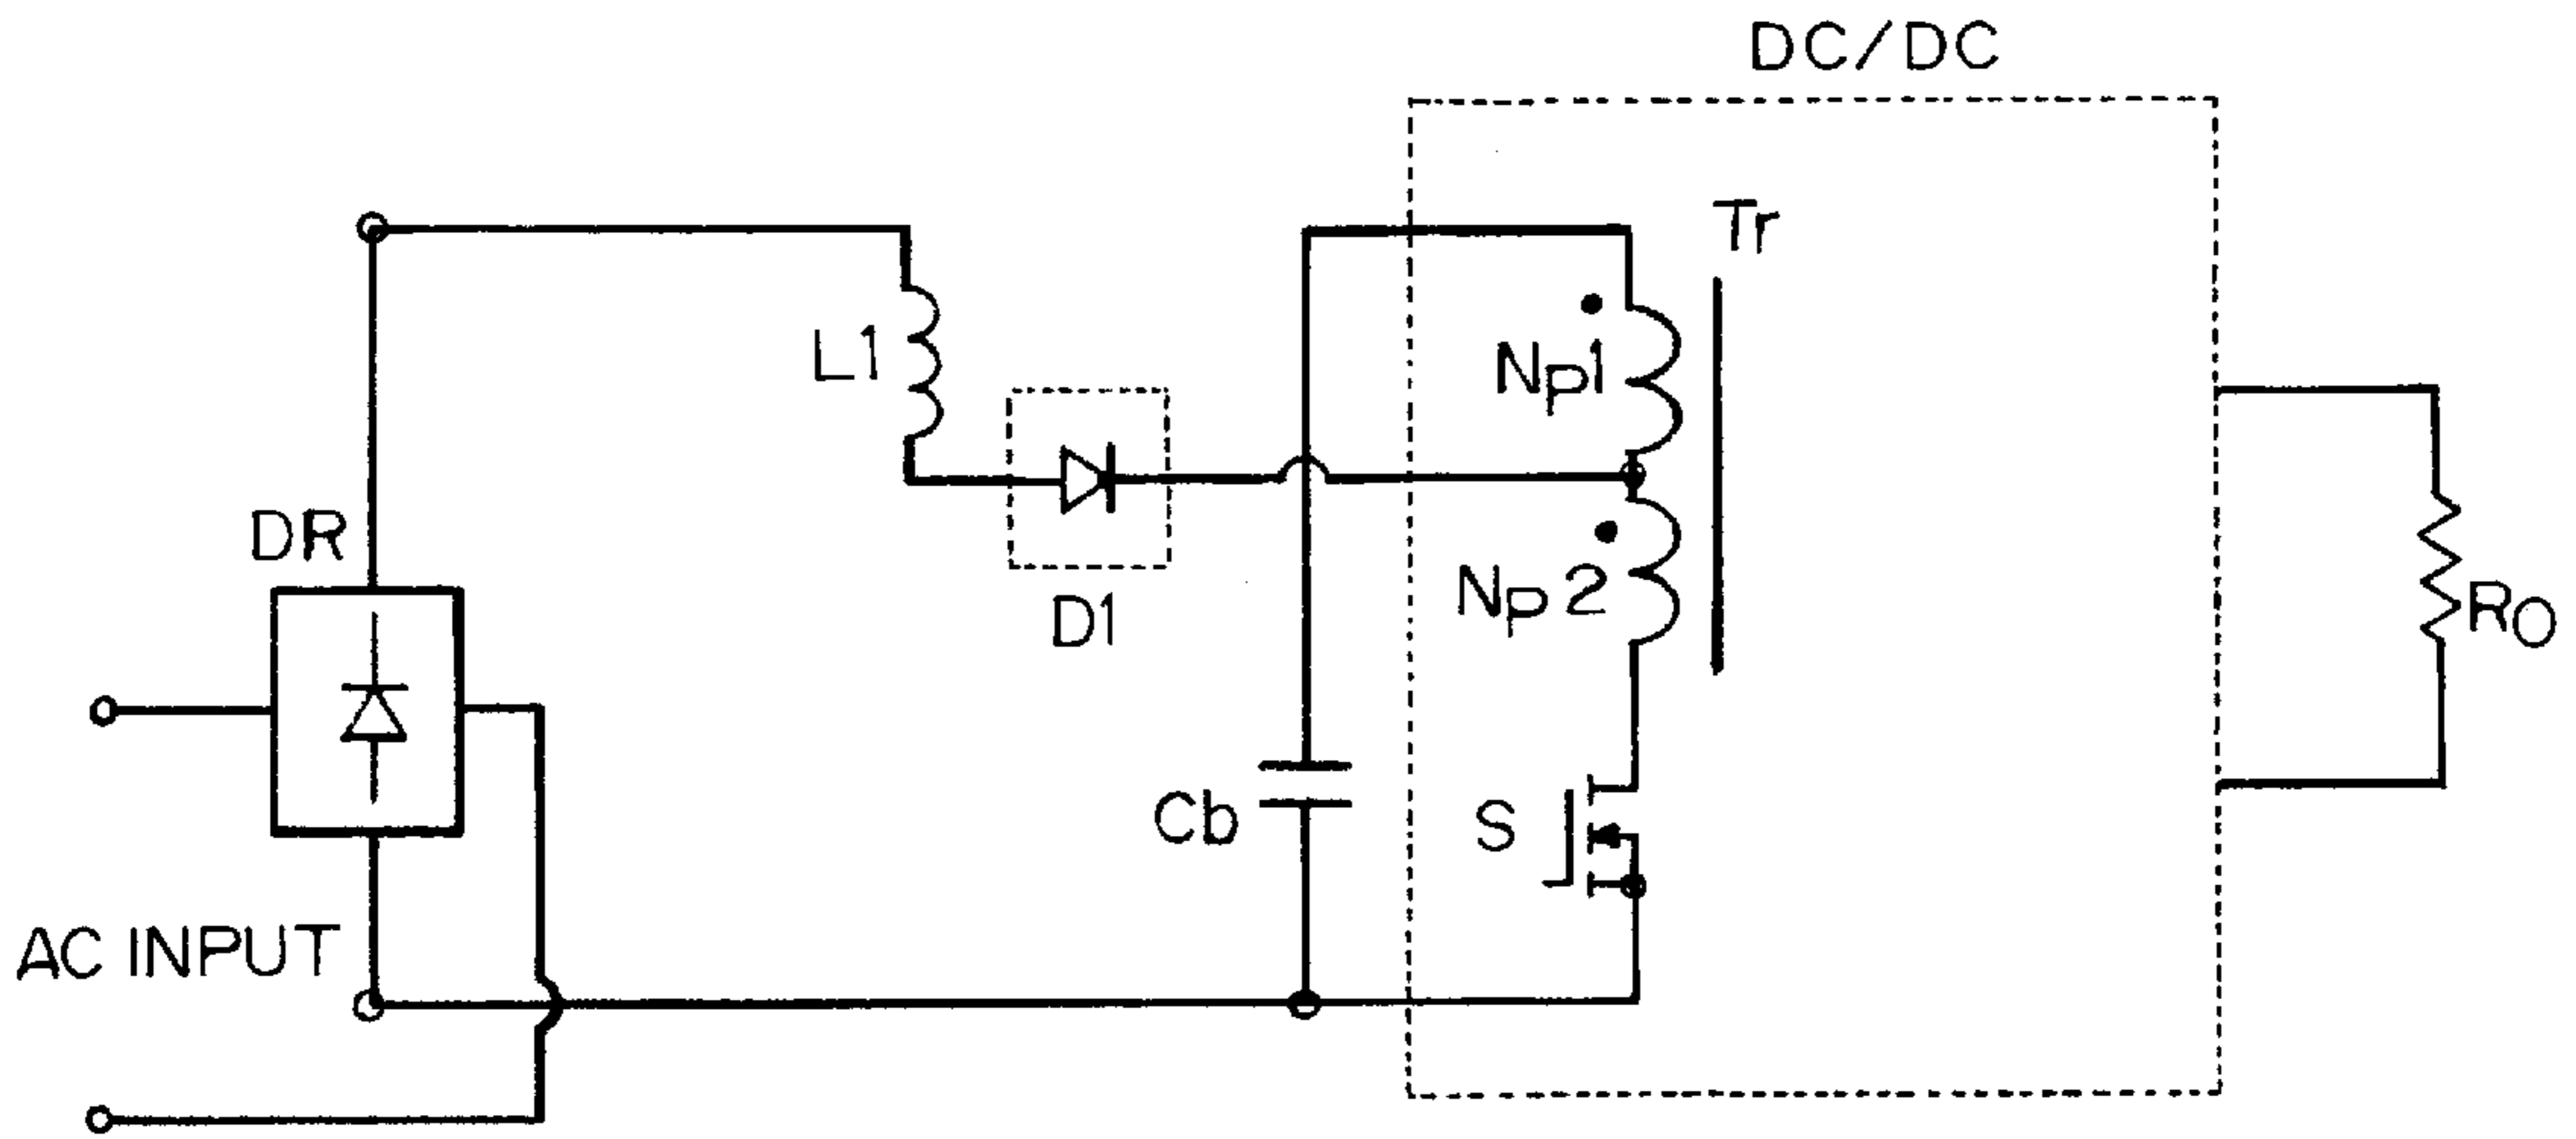 DC/DC
Tr
L1
NP1
DR
D1
NP2
RO
Cb
S
AC INPUT